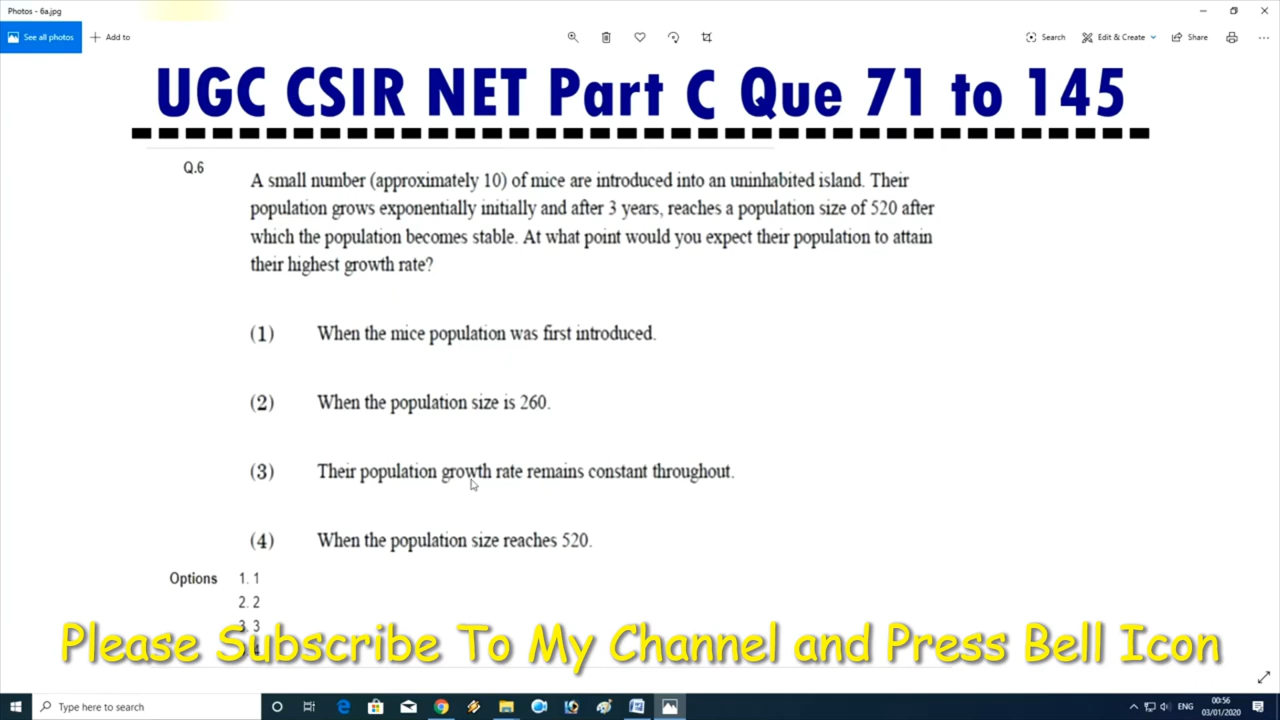 Photos - 6a.jpg
See all photos
Add to
Search
Edit & Create
Share
UGC CSIR NET Part C Que 71 to 145
Q.6
A small number (approximately 10) of mice are introduced into an uninhabited island. Their
population grows exponentially initially and after 3 years, reaches a population size of 520 after
which the population becomes stable. At what point would you expect their population to attain
their highest growth rate?
(1) When the mice population was first introduced.
(2) When the population size is 260.
(3) Their population growth rate remains constant throughout.
(4) When the population size reaches 520.
Options 1. 1
2. 2
3. 3
4
Please Subscribe To My Channel and Press Bell Icon
Type here to search
ENG
00:56
03/01/2020